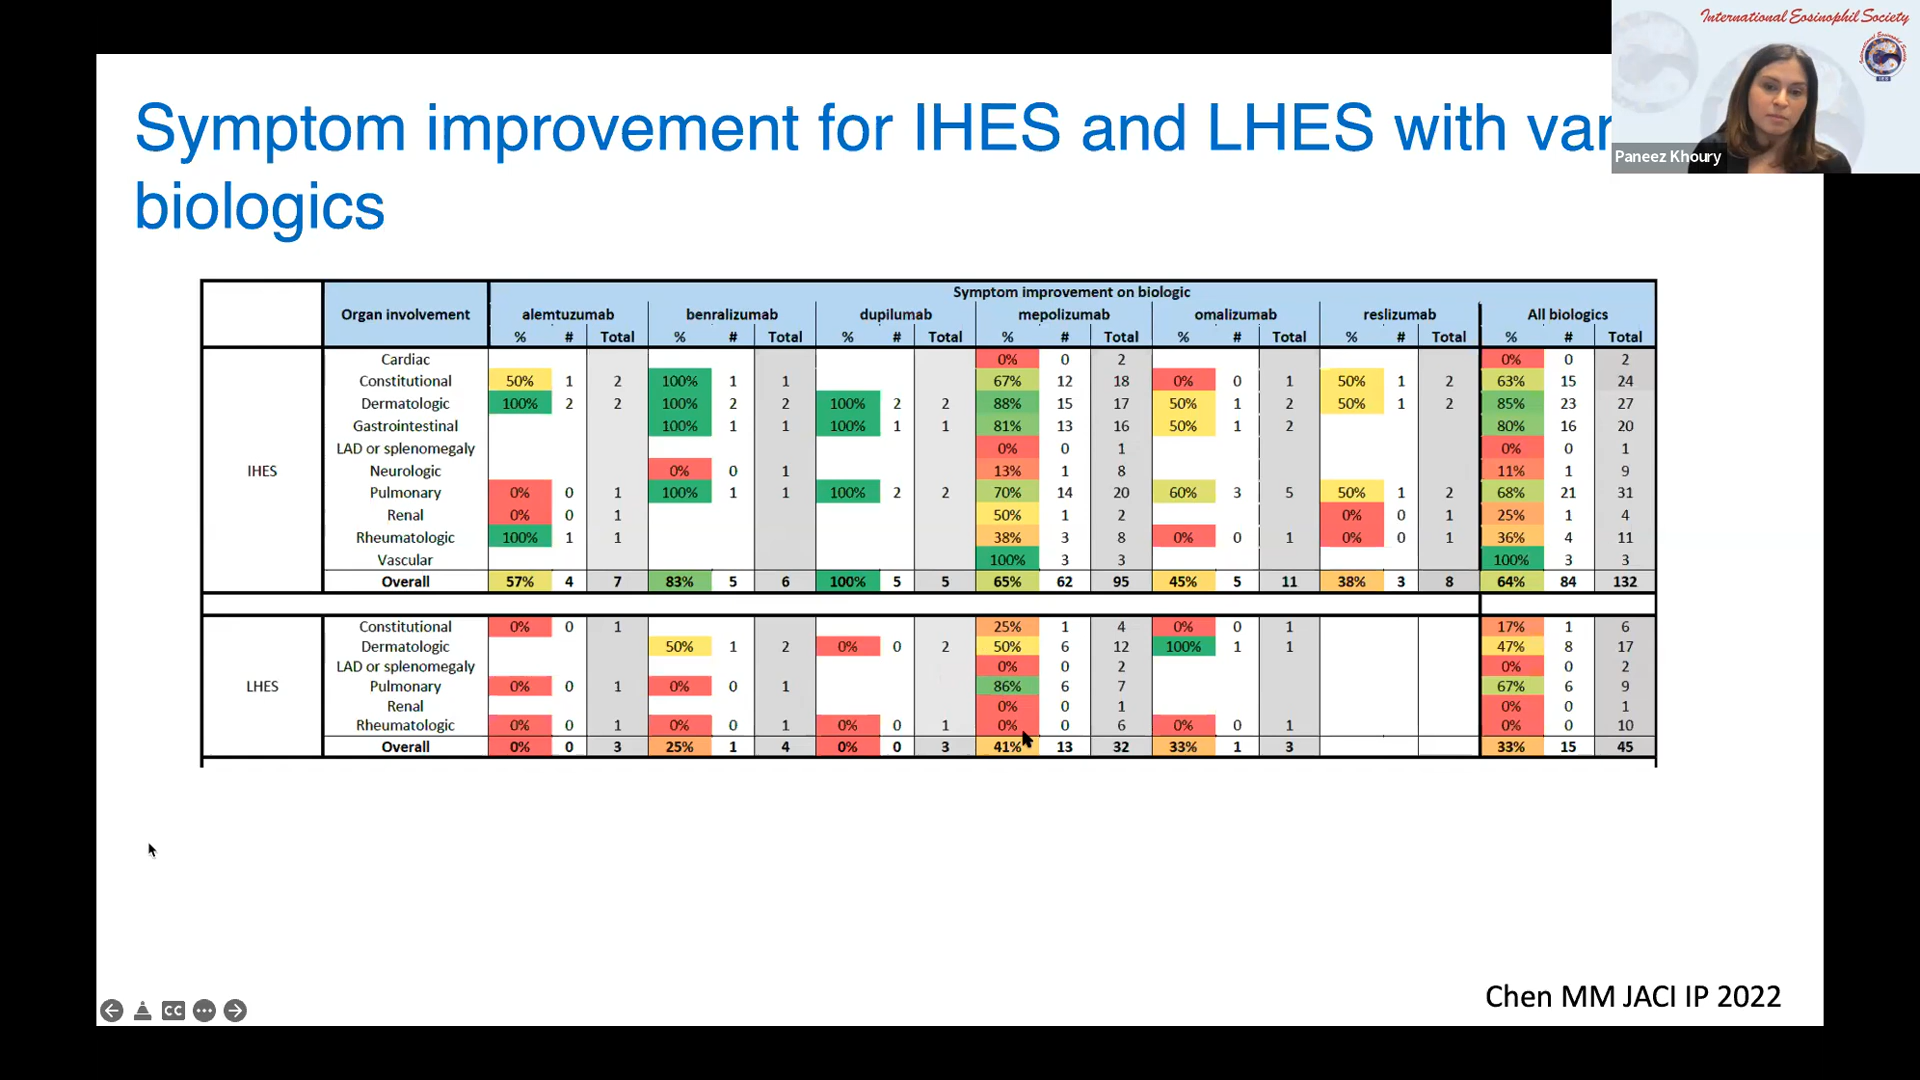 International Eosinophil Society
Paneez Khoury
Symptom improvement for IHES and LHES with var
biologics
Symptom improvement on biologic
Organ involvement alemtuzumab benralizumab dupilumab mepolizumab omalizumab reslizumab All biologics
% # Total % # Total % # Total % # Total % # Total % # Total % # Total
Cardiac 0% 0 2 0% 0 2
Constitutional 50% 1 2 100% 1 1 67% 12 18 0% 0 1 50% 1 2 63% 15 24
Dermatologic 100% 2 2 100% 2 2 100% 2 2 88% 15 17 50% 1 2 50% 1 2 85% 23 27
Gastrointestinal 100% 1 1 100% 1 1 81% 13 16 50% 1 2 80% 16 20
LAD or splenomegaly 0% 0 1 0% 0 1
IHES Neurologic 0% 0 1 13% 1 8 11% 1 9
Pulmonary 0% 0 1 100% 1 1 100% 2 2 70% 14 20 60% 3 5 50% 1 2 68% 21 31
Renal 0% 0 1 50% 1 2 0% 0 1 25% 1 4
Rheumatologic 100% 1 1 38% 3 8 0% 0 1 0% 0 1 36% 4 11
Vascular 100% 3 3 100% 3 3
Overall 57% 4 7 83% 5 6 100% 5 5 65% 62 95 45% 5 11 38% 3 8 64% 84 132
Constitutional 0% 0 1 25% 1 4 0% 0 1 17% 1 6
Dermatologic 50% 1 2 0% 0 2 50% 6 12 100% 1 1 47% 8 17
LAD or splenomegaly 0% 0 2 0% 0 2
LHES Pulmonary 0% 0 1 0% 0 1 86% 6 7 67% 6 9
Renal 0% 0 1 0% 0 1
Rheumatologic 0% 0 1 0% 0 1 0% 0 1 0% 0 6 0% 0 1 0% 0 10
Overall 0% 0 3 25% 1 4 0% 0 3 41% 13 32 33% 1 3 33% 15 45
Chen MM JACI IP 2022
CC